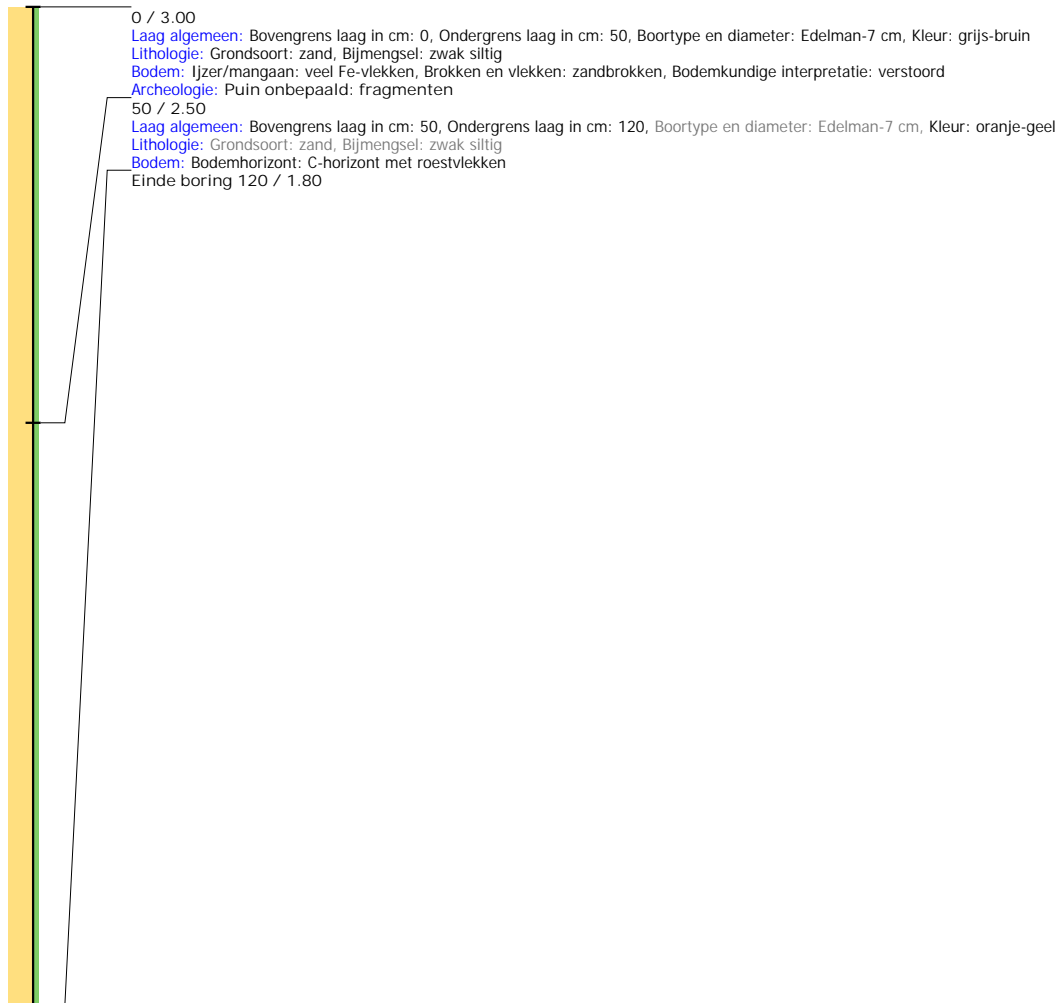 0 / 3.00
Laag algemeen: Bovengrens laag in cm: 0, Ondergrens laag in cm: 50, Boortype en diameter: Edelman-7 cm, Kleur: grijs-bruin
Lithologie: Grondsoort: zand, Bijmengsel: zwak siltig
Bodem: Ijzer/mangaan: veel Fe-vlekken, Brokken en vlekken: zandbrokken, Bodemkundige interpretatie: verstoord
Archeologie: Puin onbepaald: fragmenten
50 / 2.50
Laag algemeen: Bovengrens laag in cm: 50, Ondergrens laag in cm: 120, Boortype en diameter: Edelman-7 cm, Kleur: oranje-geel
Lithologie: Grondsoort: zand, Bijmengsel: zwak siltig
Bodem: Bodemhorizont: C-horizont met roestvlekken
Einde boring 120 / 1.80